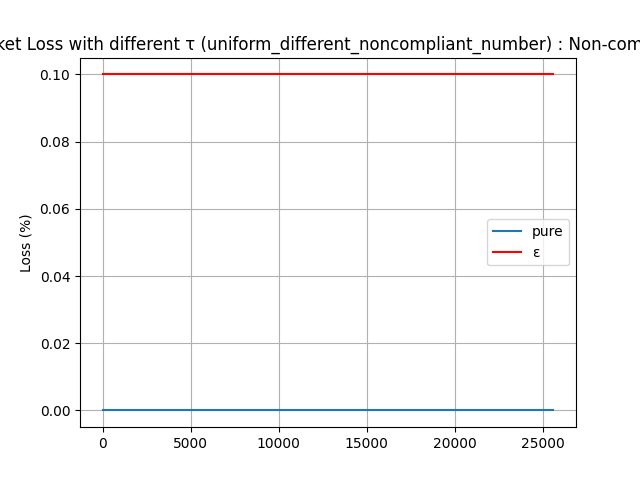 ket Loss with different τ (uniform_different_noncompliant_number) : Non-com
0.10
0.08
0.06
0.04
0.02
0.00
Loss (%)
pure
ε
0 5000 10000 15000 20000 25000